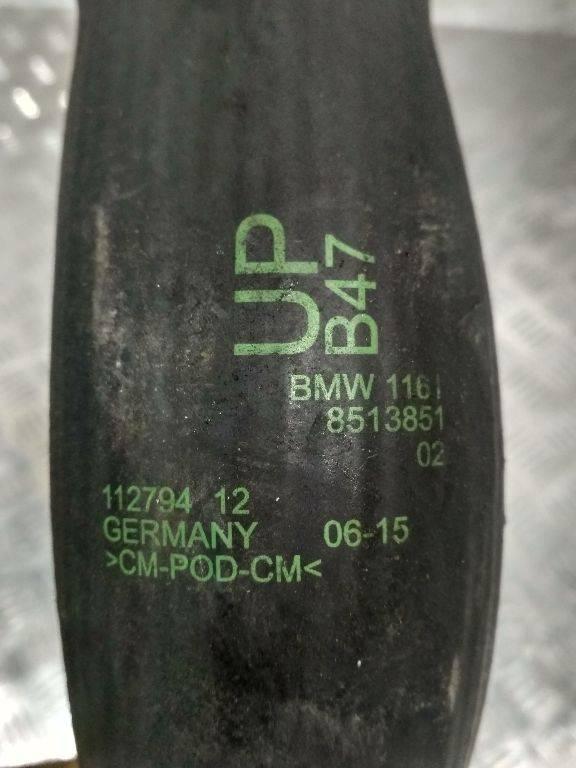 UP
B47
BMW 1161
8513851
02
112794 12
GERMANY 06-15
>CM-POD-CM<